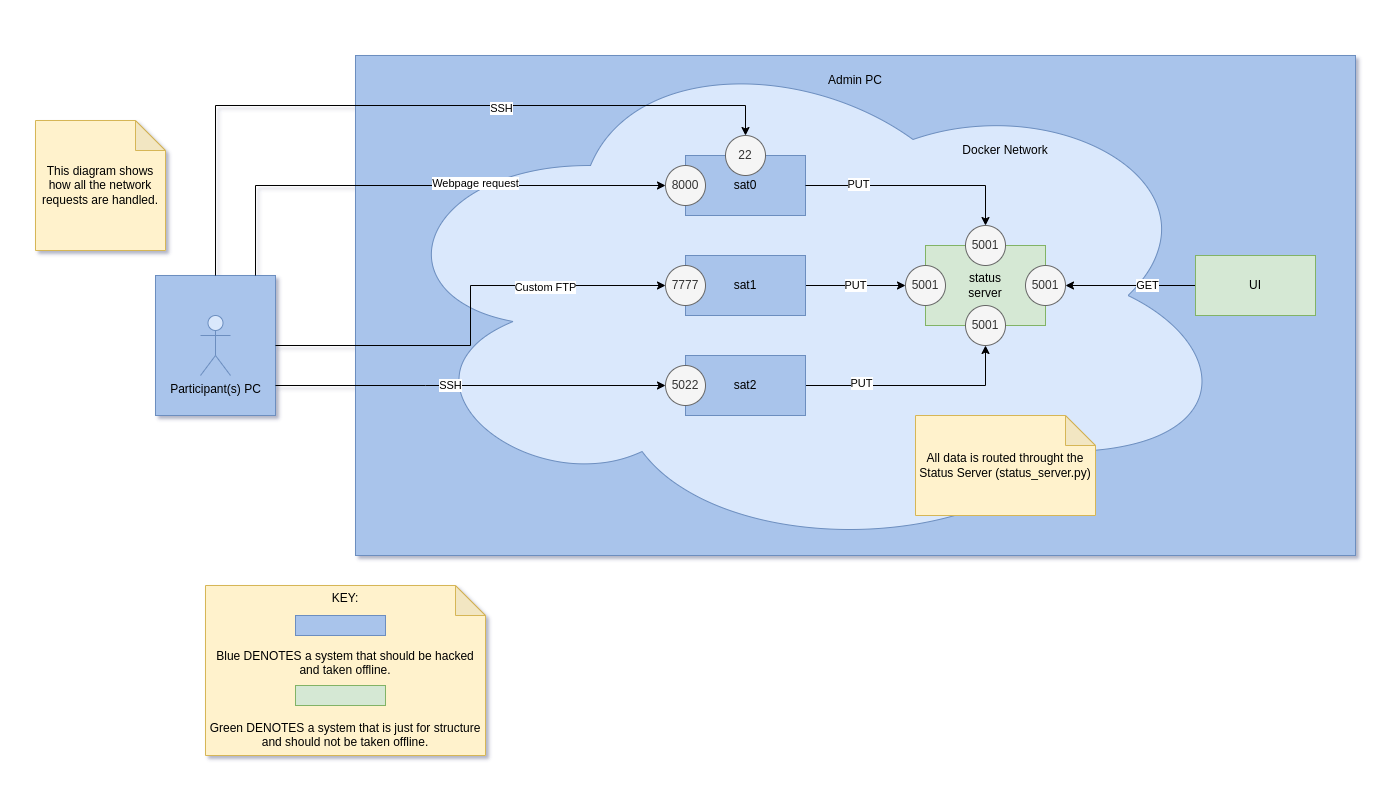 Admin PC
SSH
This diagram shows
how all the network
requests are handled.
Docker Network
22
Webpage request
8000
sat0
PUT
5001
Custom FTP
7777
sat1
PUT
5001
status
server
5001
GET
UI
5001
Participant(s) PC
SSH
5022
sat2
PUT
All data is routed throught the
Status Server (status_server.py)
KEY:
Blue DENOTES a system that should be hacked
and taken offline.
Green DENOTES a system that is just for structure
and should not be taken offline.